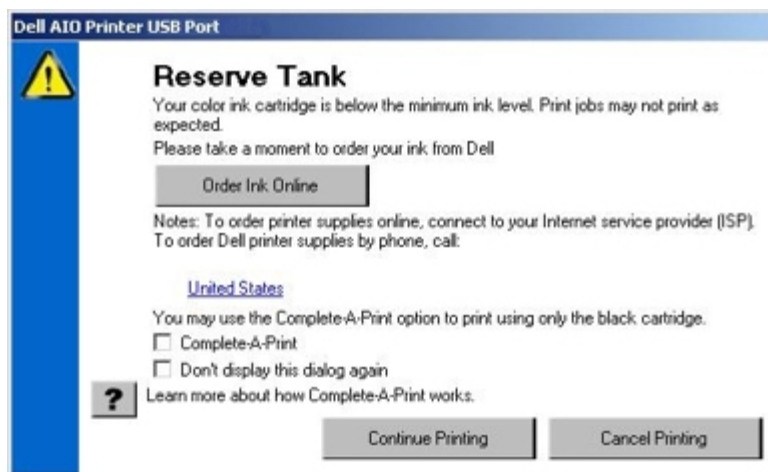 Dell AIO Printer USB Port
Reserve Tank
Your color ink cartridge is below the minimum ink level. Print jobs may not print as
expected.
Please take a moment to order your ink from Dell
Order Ink Online
Notes: To order printer supplies online, connect to your Internet service provider (ISP).
To order Dell printer supplies by phone, call:
United States
You may use the Complete-A-Print option to print using only the black cartridge.
Complete-A-Print
Don't display this dialog again
? Learn more about how Complete-A-Print works.
Continue Printing Cancel Printing